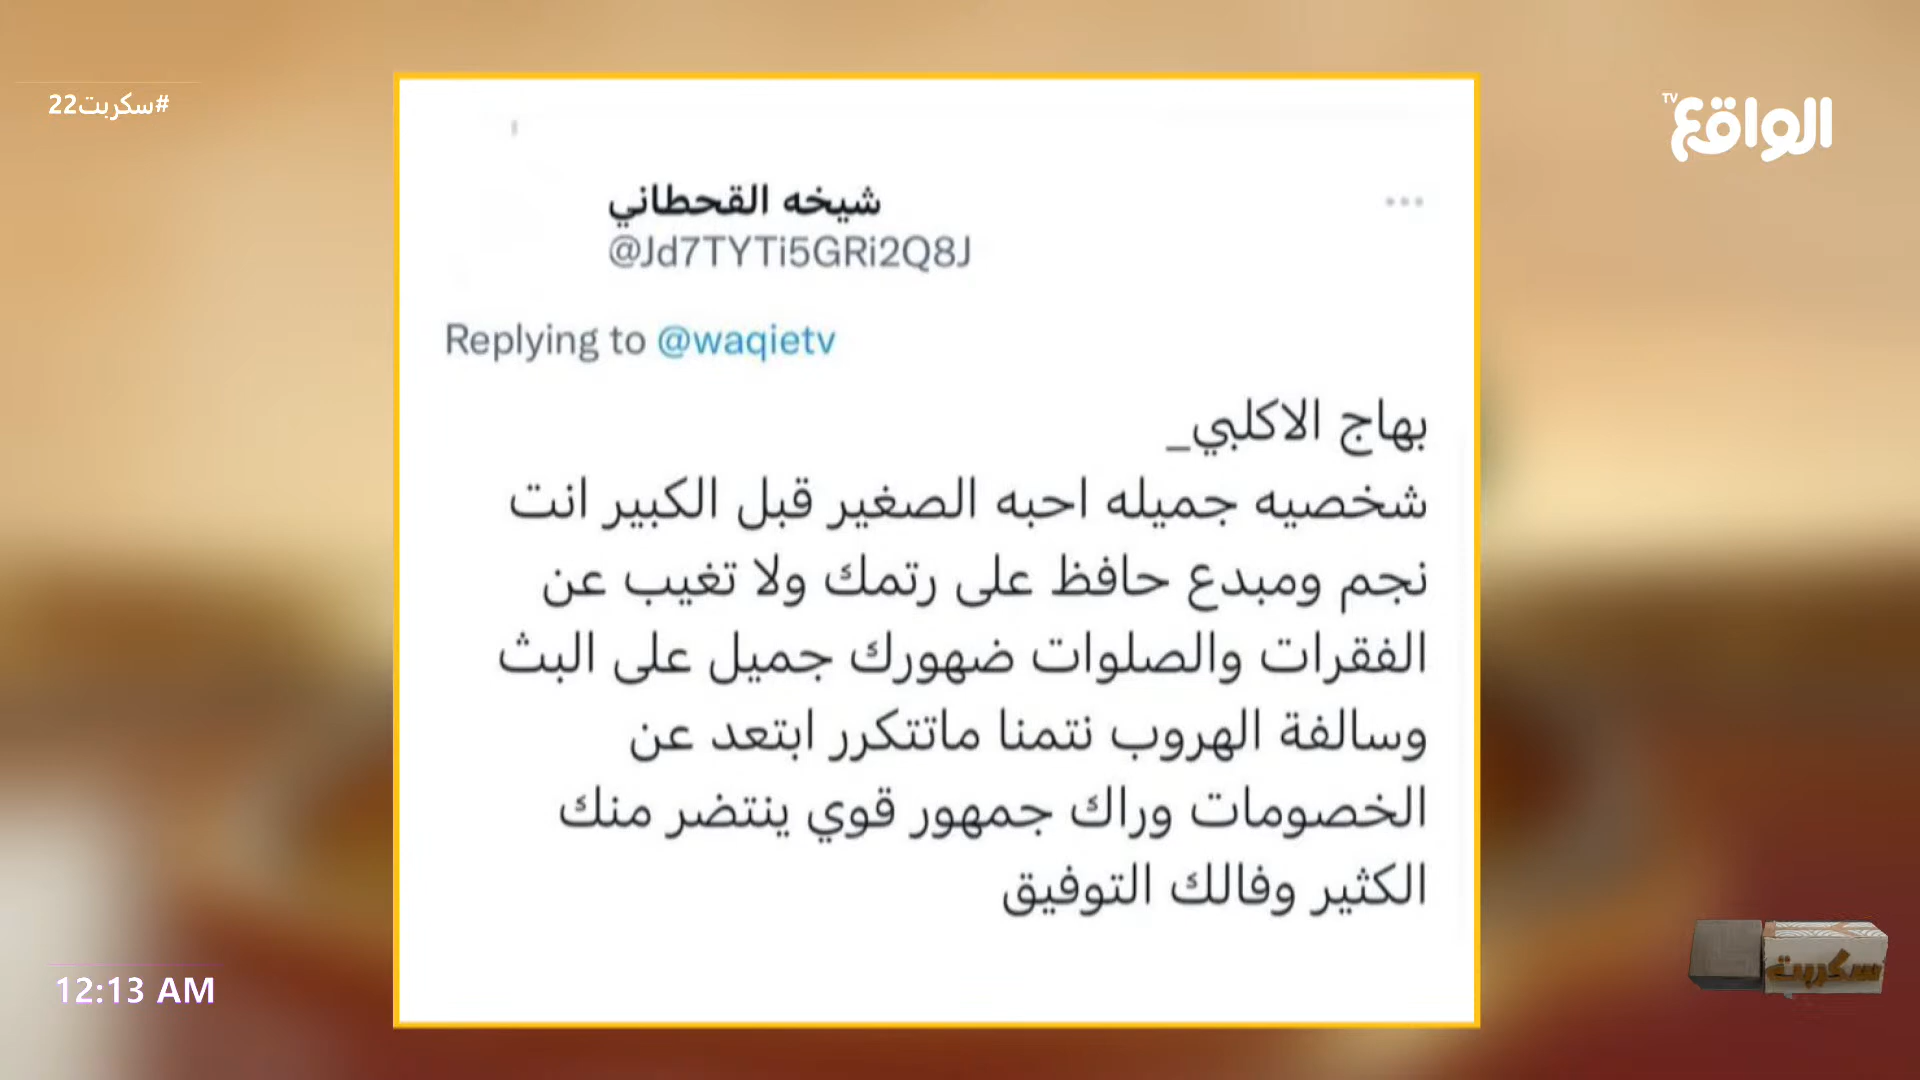 #سكربت22
الواقع TV
شيخه القحطاني
@Jd7TYTi5GRi2Q8J
Replying to @waqietv
بهاج الاكلبي_
شخصيه جميله احبه الصغير قبل الكبير انت
نجم ومبدع حافظ على رتمك ولا تغيب عن
الفقرات والصلوات ضهورك جميل على البث
وسالفة الهروب نتمنا ماتتكرر ابتعد عن
الخصومات وراك جمهور قوي ينتضر منك
الكثير وفالك التوفيق
12:13 AM
سكربت